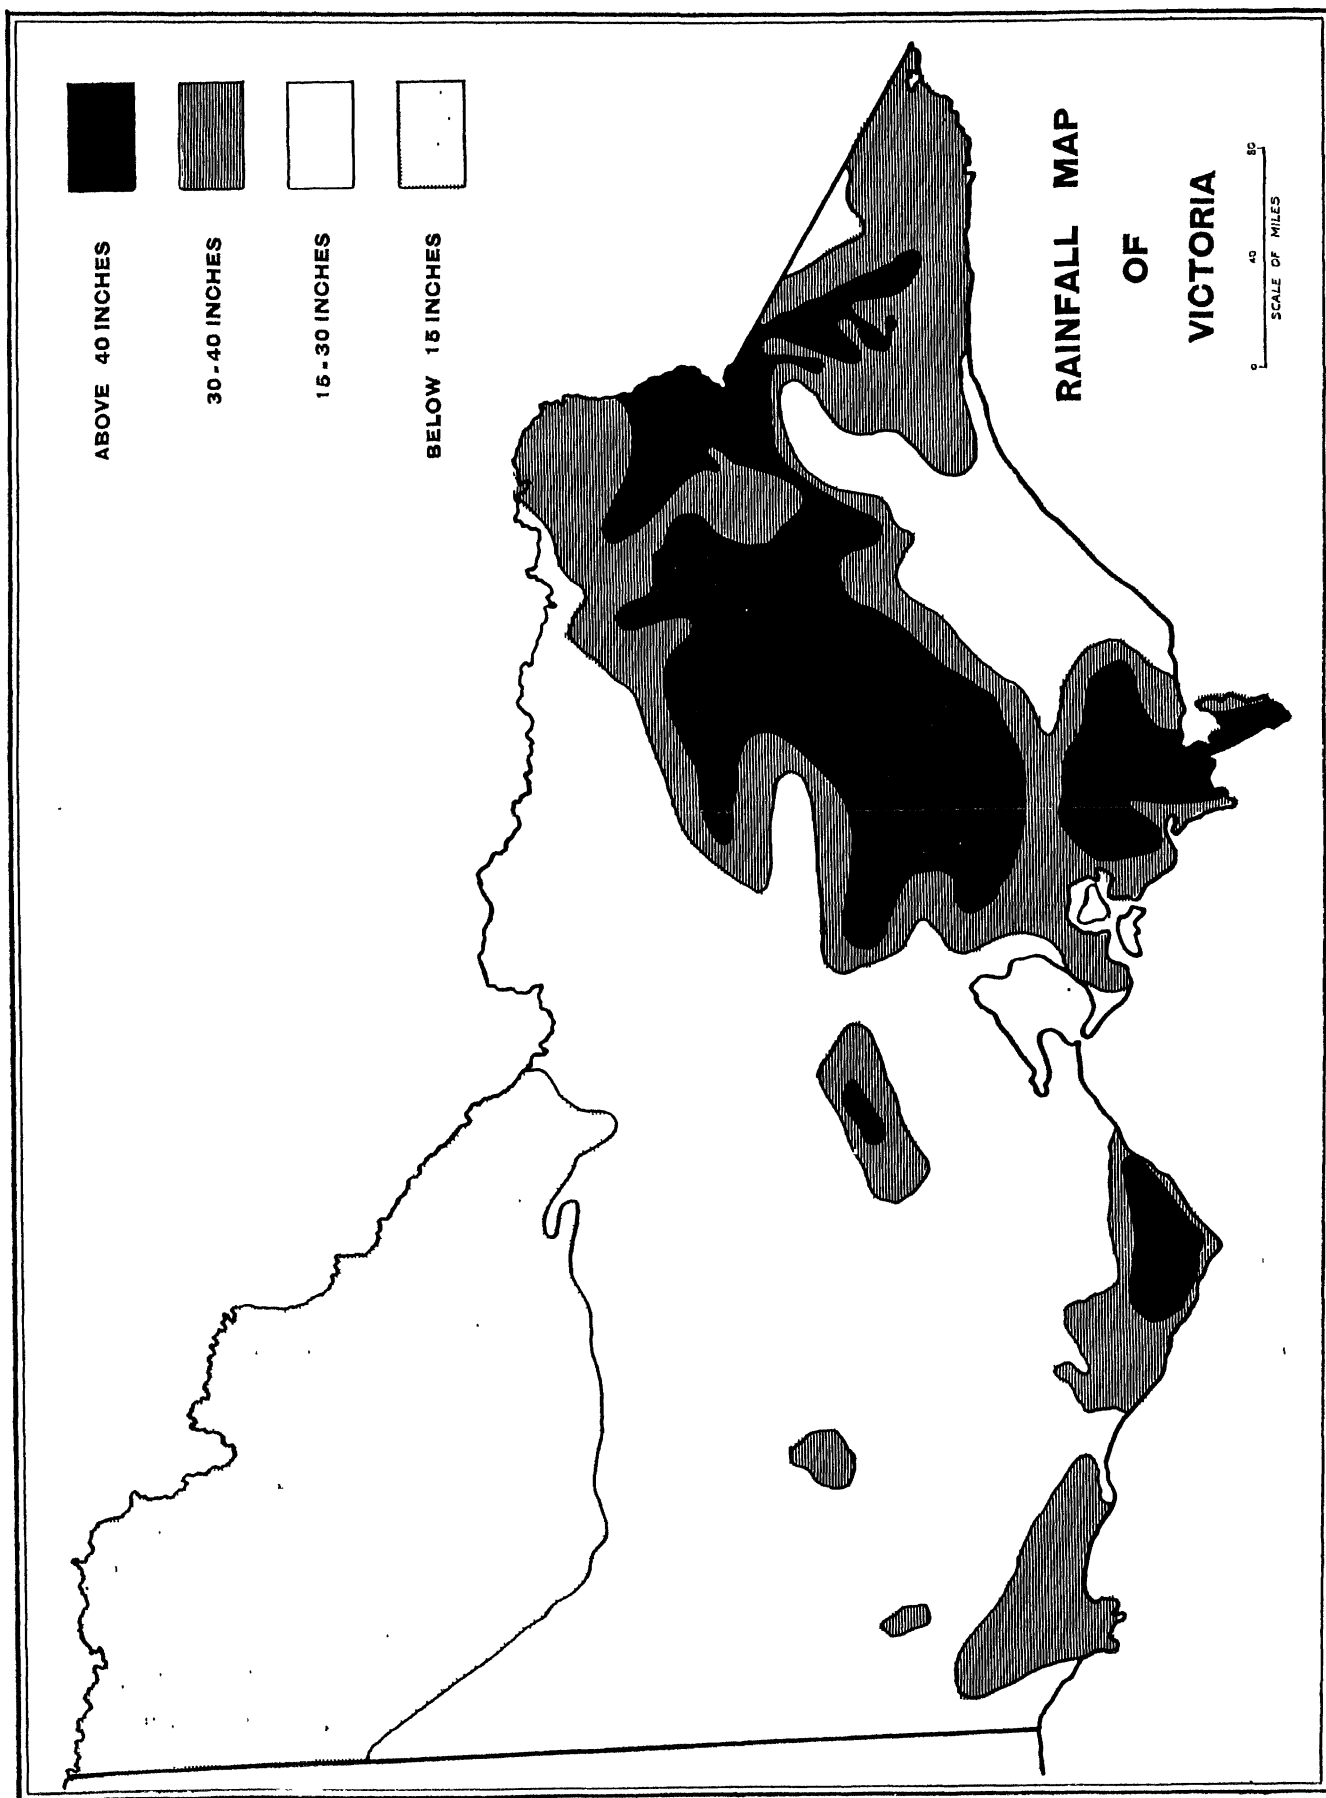 ABOVE 40 INCHES
30-40 INCHES
15-30 INCHES
BELOW 15 INCHES
RAINFALL MAP
OF
VICTORIA
0 40 80
SCALE OF MILES